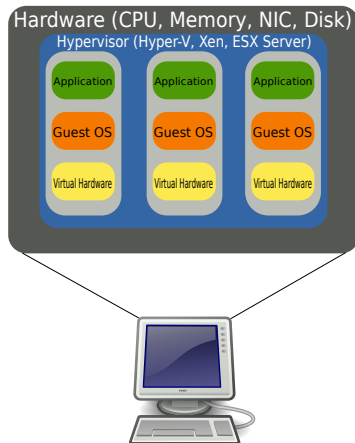 Hardware (CPU, Memory, NIC, Disk)
Hypervisor (Hyper-V, Xen, ESX Server)
Application Application Application
Guest OS Guest OS Guest OS
Virtual Hardware Virtual Hardware Virtual Hardware